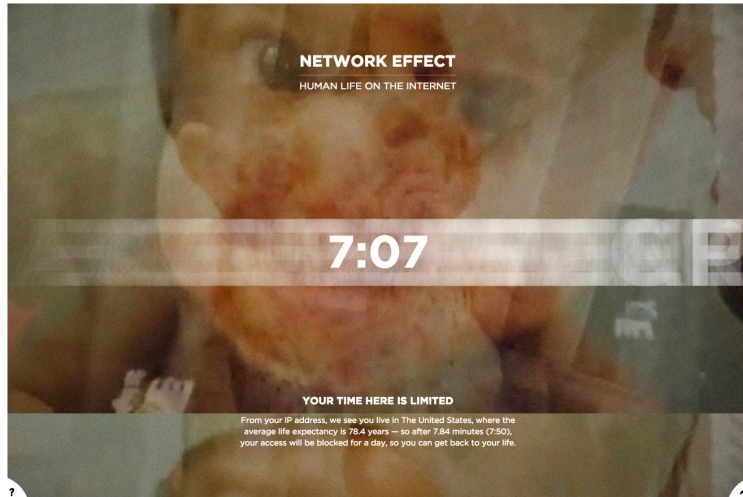 NETWORK EFFECT
HUMAN LIFE ON THE INTERNET
7:07
YOUR TIME HERE IS LIMITED
From your IP address, we see you live in The United States, where the
average life expectancy is 78.4 years — so after 7.84 minutes (7:50),
your access will be blocked for a day, so you can get back to your life.
?